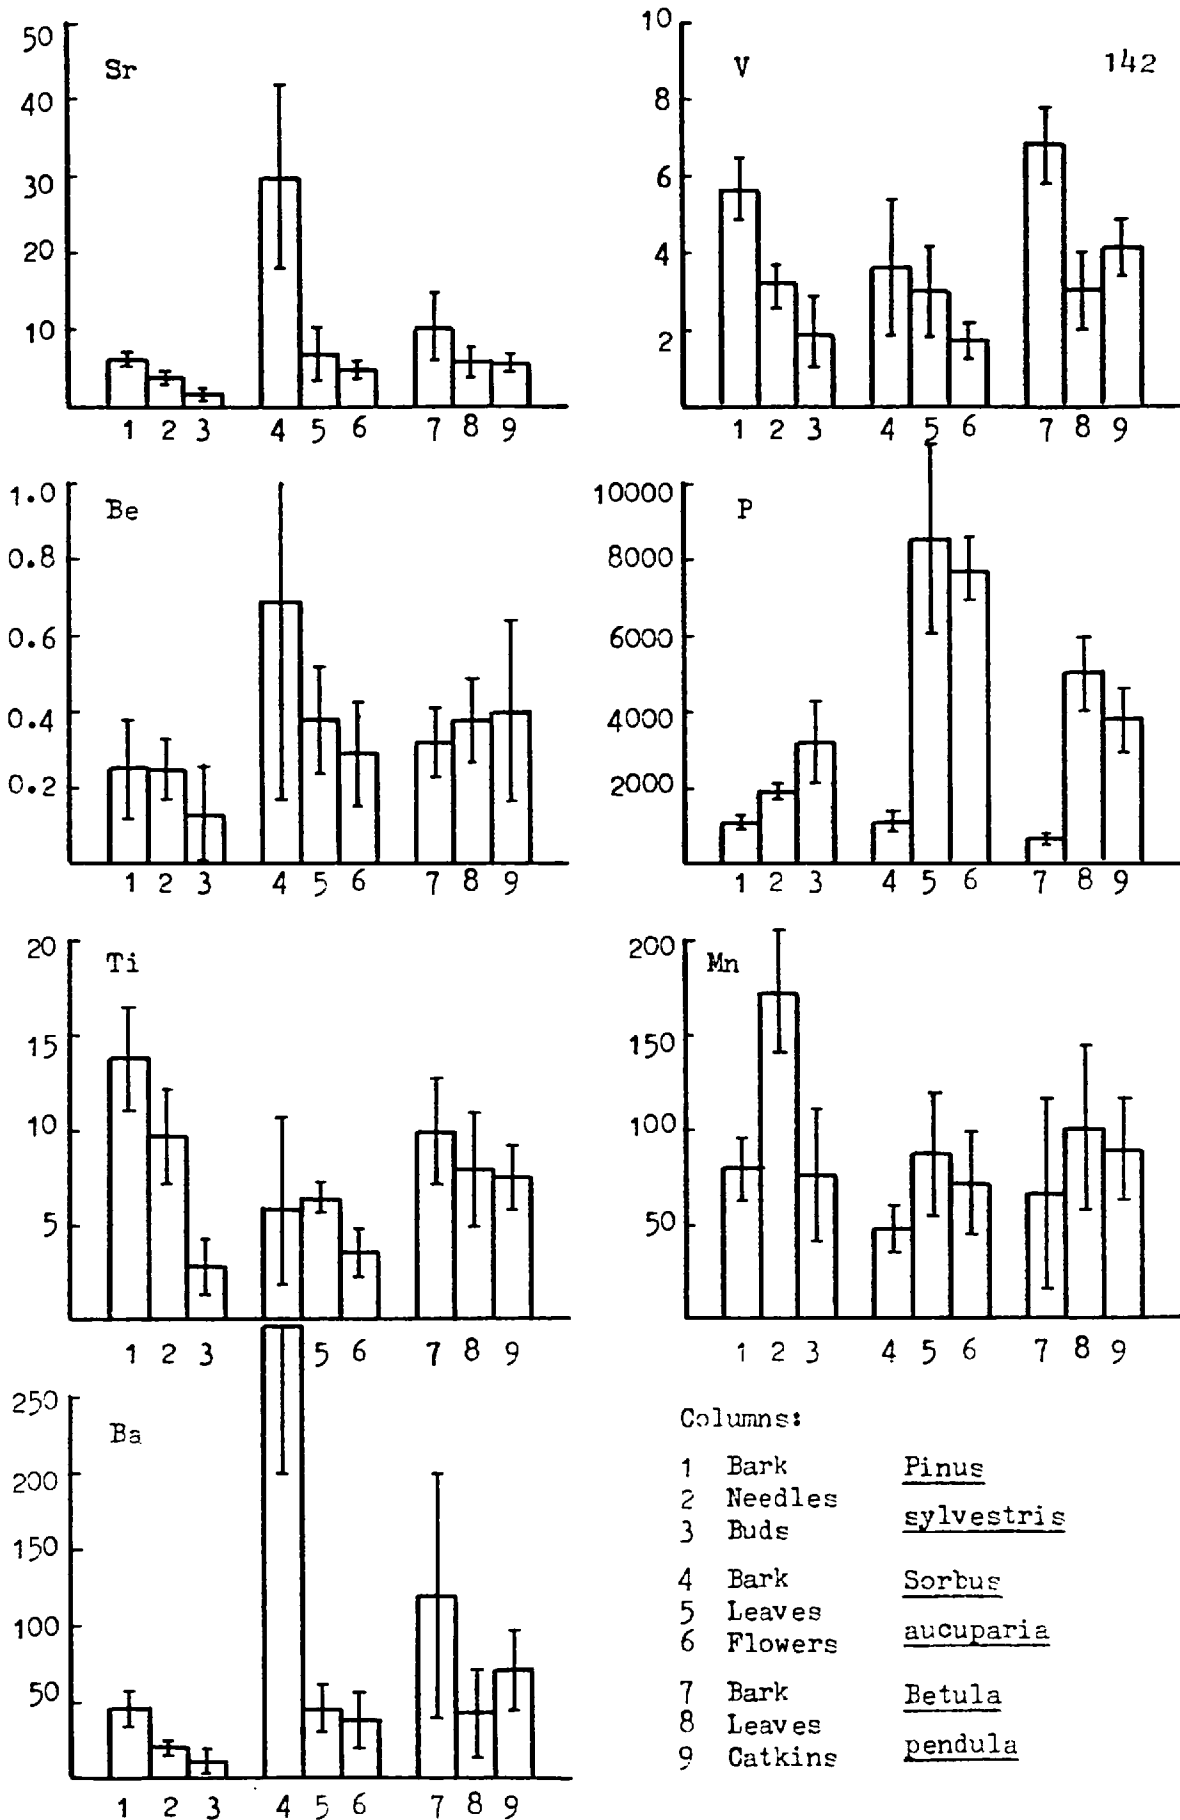 142
Sr
50
40
30
20
10
1 2 3 4 5 6 7 8 9
V
10
8
6
4
2
1 2 3 4 5 6 7 8 9
Be
1.0
0.8
0.6
0.4
0.2
1 2 3 4 5 6 7 8 9
P
10000
8000
6000
4000
2000
1 2 3 4 5 6 7 8 9
Ti
20
15
10
5
1 2 3 4 5 6 7 8 9
Mn
200
150
100
50
1 2 3 4 5 6 7 8 9
Ba
250
200
150
100
50
1 2 3 4 5 6 7 8 9
Columns:
1 Bark Pinus
2 Needles
sylvestris
3 Buds
4 Bark Sorbus
5 Leaves
aucuparia
6 Flowers
7 Bark Betula
8 Leaves
pendula
9 Catkins